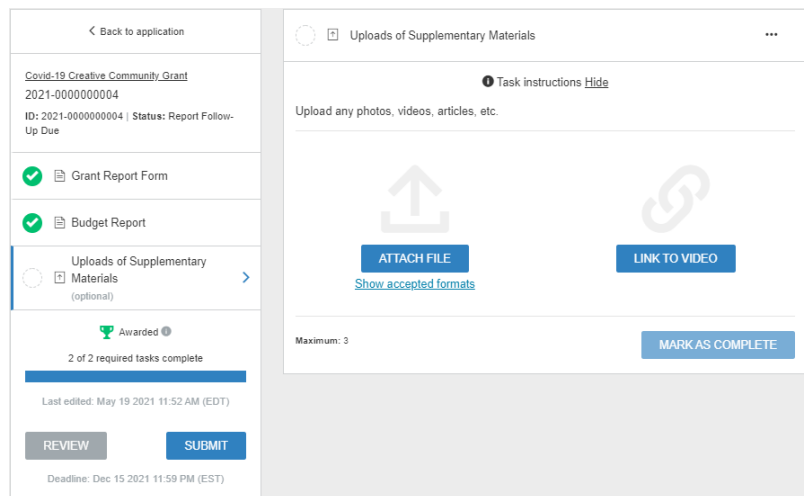 Back to application
Covid-19 Creative Community Grant
2021-0000000004
ID: 2021-0000000004 | Status: Report Follow-
Up Due
Grant Report Form
Budget Report
Uploads of Supplementary
Materials
(optional)
Awarded
2 of 2 required tasks complete
Last edited: May 19 2021 11:52 AM (EDT)
REVIEW
SUBMIT
Deadline: Dec 15 2021 11:59 PM (EST)
Uploads of Supplementary Materials
Task instructions Hide
Upload any photos, videos, articles, etc.
ATTACH FILE
Show accepted formats
LINK TO VIDEO
Maximum: 3
MARK AS COMPLETE